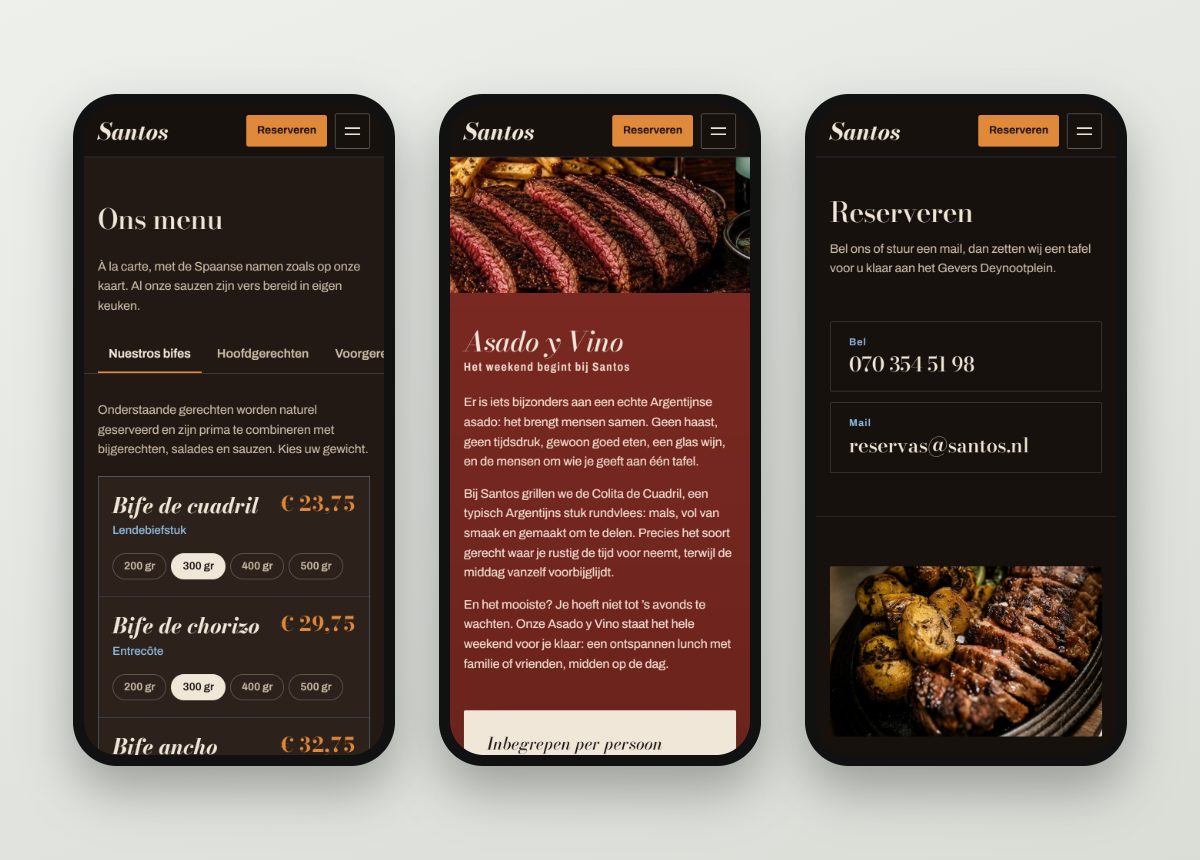 Santos
Reserveren
Ons menu
À la carte, met de Spaanse namen zoals op onze
kaart. Al onze sauzen zijn vers bereid in eigen
keuken.
Nuestros bifes
Hoofdgerechten
Onderstaande gerechten worden naturel
geserveerd en zijn prima te combineren met
bijgerechten, salades en sauzen. Kies uw gewicht.
Bife de cuadril
€ 23,75
Lendebiefstuk
200 gr
300 gr
400 gr
500 gr
Bife de chorizo
€ 29,75
Entrecôte
200 gr
300 gr
400 gr
500 gr
Bife ancho
€ 32,75
Santos
Reserveren
Asado y Vino
Het weekend begint bij Santos
Er is iets bijzonders aan een echte Argentijnse
asado: het brengt mensen samen. Geen haast,
geen tijdsdruk, gewoon goed eten, een glas wijn,
en de mensen om wie je geeft aan één tafel.
Bij Santos grillen we de Colita de Cuadril, een
typisch Argentijns stuk rundvlees: mals, vol van
smaak en gemaakt om te delen. Precies het soort
gerecht waar je rustig de tijd voor neemt, terwijl de
middag vanzelf voorbijglijdt.
En het mooiste? Je hoeft niet tot 's avonds te
wachten. Onze Asado y Vino staat het hele
weekend voor je klaar: een ontspannen lunch met
familie of vrienden, midden op de dag.
Inbegrepen per persoon
Santos
Reserveren
Reserveren
Bel ons of stuur een mail, dan zetten wij een tafel
voor u klaar aan het Gevers Deynootplein.
Bel
070 354 51 98
Mail
reservas@santos.nl